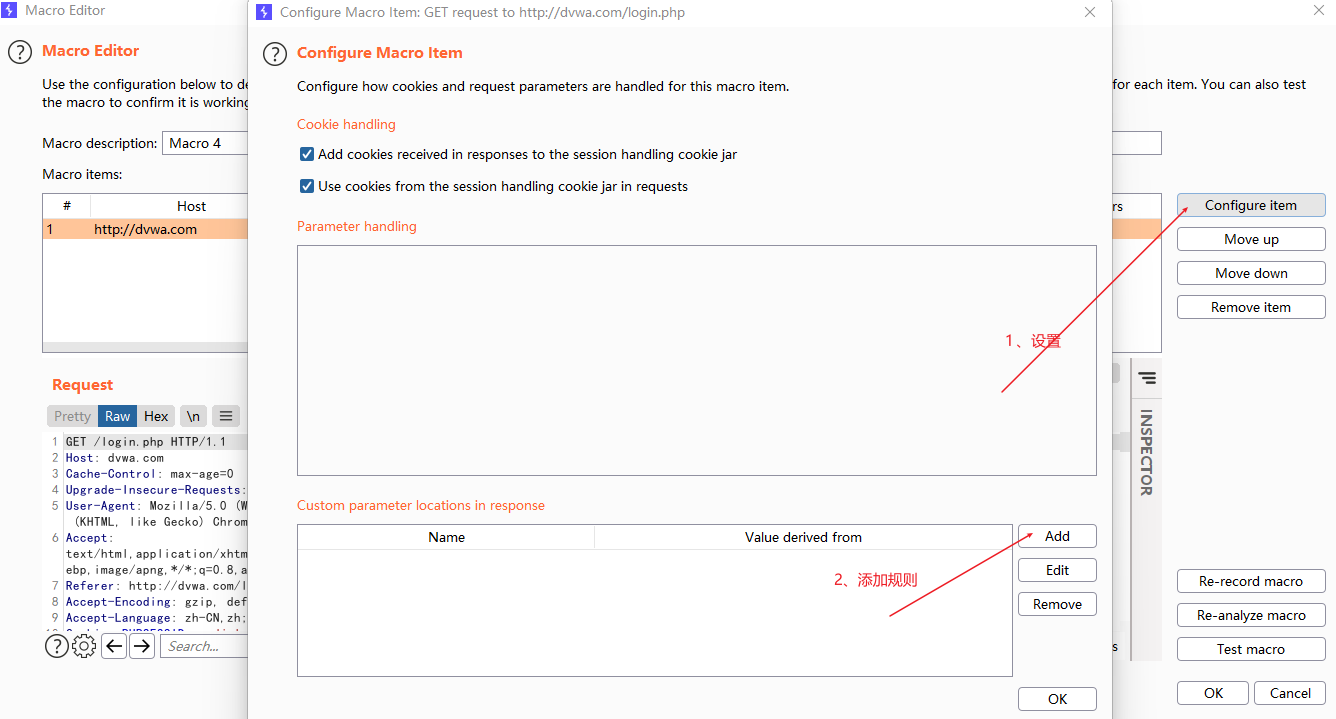 Macro Editor
Configure Macro Item: GET request to http://dvwa.com/login.php
Macro Editor
Configure Macro Item
Use the configuration below to de
for each item. You can also test
the macro to confirm it is working
Configure how cookies and request parameters are handled for this macro item.
Cookie handling
Macro description: Macro 4
Add cookies received in responses to the session handling cookie jar
Macro items:
Use cookies from the session handling cookie jar in requests
# Host
rs
Configure item
1 http://dvwa.com
Parameter handling
Move up
Move down
Remove item
1、设置
Request
Pretty Raw Hex \n
INSPECTOR
1 GET /login.php HTTP/1.1
2 Host: dvwa.com
3 Cache-Control: max-age=0
4 Upgrade-Insecure-Requests:
5 User-Agent: Mozilla/5.0 (W
(KHTML, like Gecko) Chrom
6 Accept:
text/html,application/xhtm
ebp,image/apng,*/*;q=0.8,a
7 Referer: http://dvwa.com/l
8 Accept-Encoding: gzip, def
9 Accept-Language: zh-CN,zh;
Custom parameter locations in response
Name Value derived from
Add
Edit
Remove
2、添加规则
Re-record macro
Re-analyze macro
Test macro
Search...
s
OK
OK Cancel